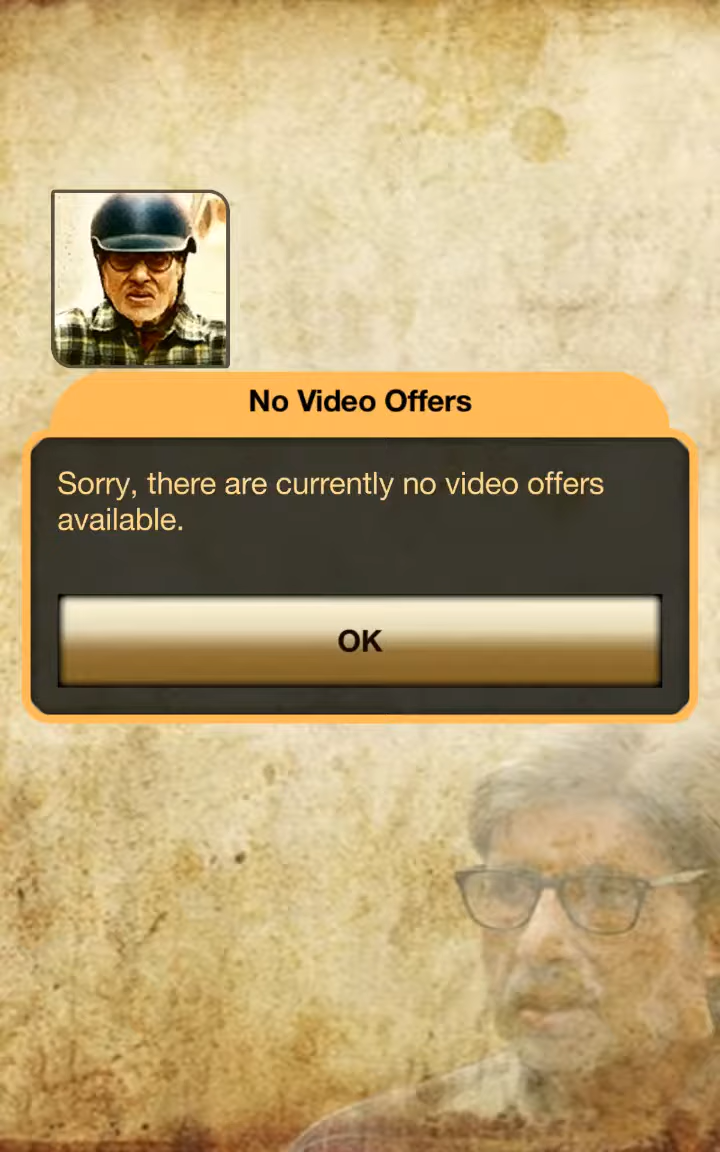 No Video Offers
Sorry, there are currently no video offers
available.
OK